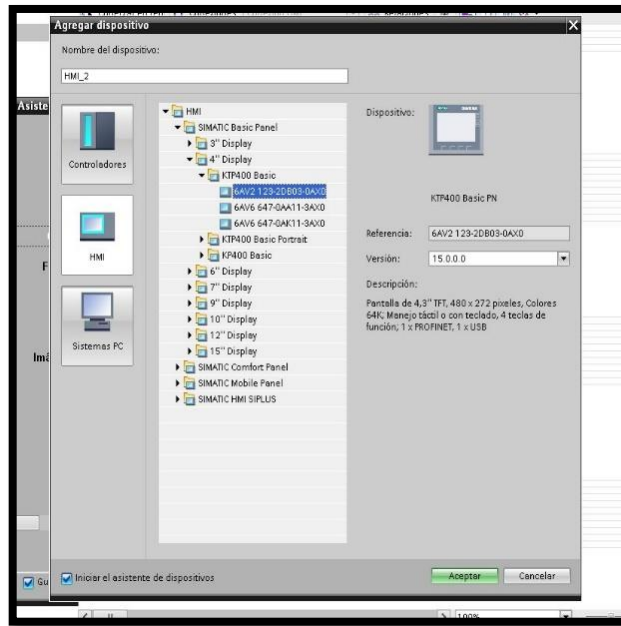 Agregar dispositivo
Nombre del dispositivo:
HMI_2
Asiste
Controladores
HMI
Sistemas PC
HMI
SIMATIC Basic Panel
3" Display
4" Display
KTP400 Basic
6AV2 123-2DB03-0AX0
6AV6 647-0AA11-3AX0
6AV6 647-0AK11-3AX0
KTP400 Basic Portrait
KP400 Basic
6" Display
7" Display
9" Display
10" Display
12" Display
15" Display
SIMATIC Comfort Panel
SIMATIC Mobile Panel
SIMATIC HMI SIPLUS
Dispositivo:
KTP400 Basic PN
Referencia:
6AV2 123-2DB03-0AX0
Versión:
15.0.0.0
Descripción:
Pantalla de 4,3" TFT, 480 x 272 píxeles, Colores
64K; Manejo táctil o con teclado, 4 teclas de
función; 1 x PROFINET, 1 x USB
F
Imá
Gu
Iniciar el asistente de dispositivos
Aceptar
Cancelar
100%